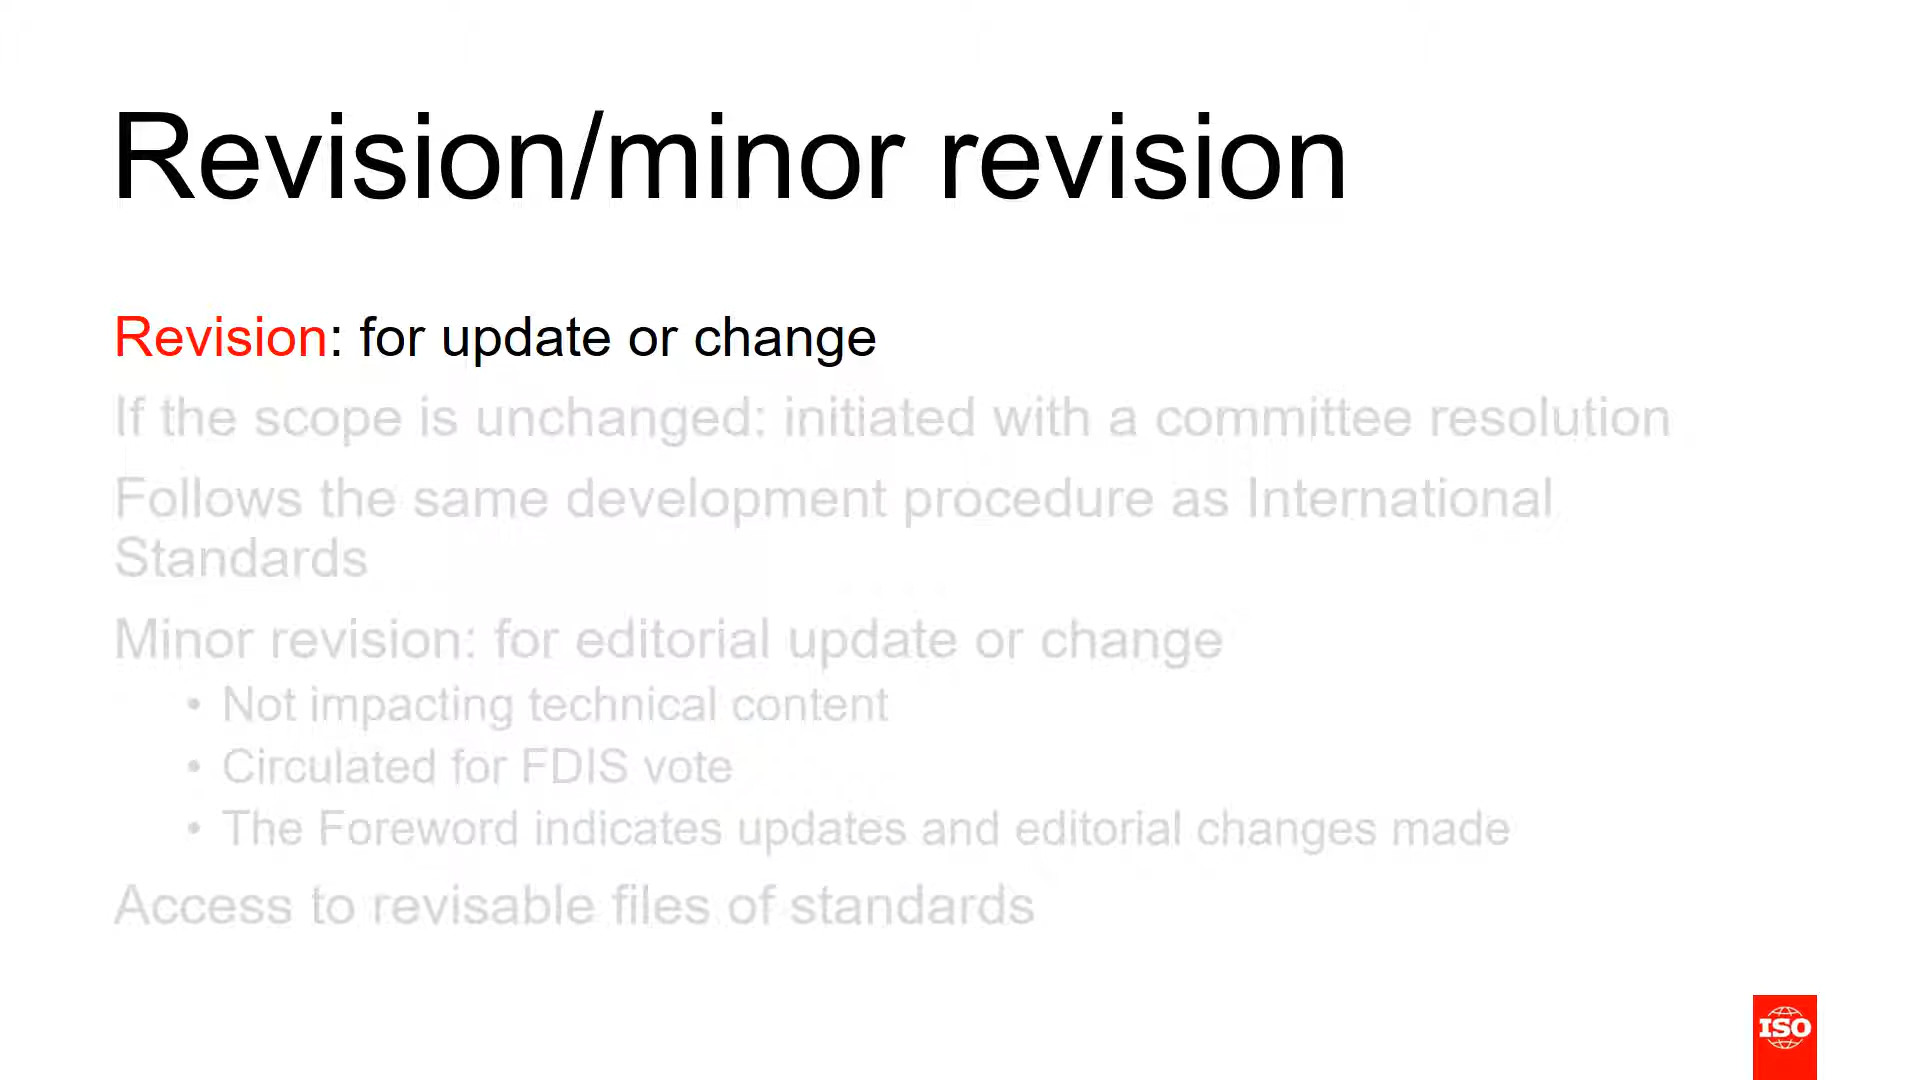 Revision/minor revision
Revision: for update or change
If the scope is unchanged: initiated with a committee resolution
Follows the same development procedure as International
Standards
Minor revision: for editorial update or change
• Not impacting technical content
• Circulated for FDIS vote
• The Foreword indicates updates and editorial changes made
Access to revisable files of standards
ISO